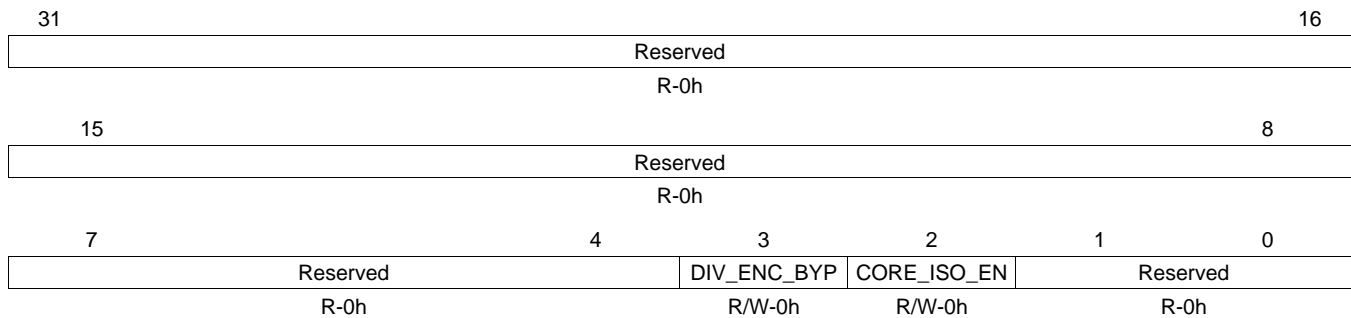 31 16
Reserved
R-0h
15 8
Reserved
R-0h
7 4 3 2 1 0
Reserved DIV_ENC_BYP CORE_ISO_EN Reserved
R-0h R/W-0h R/W-0h R-0h